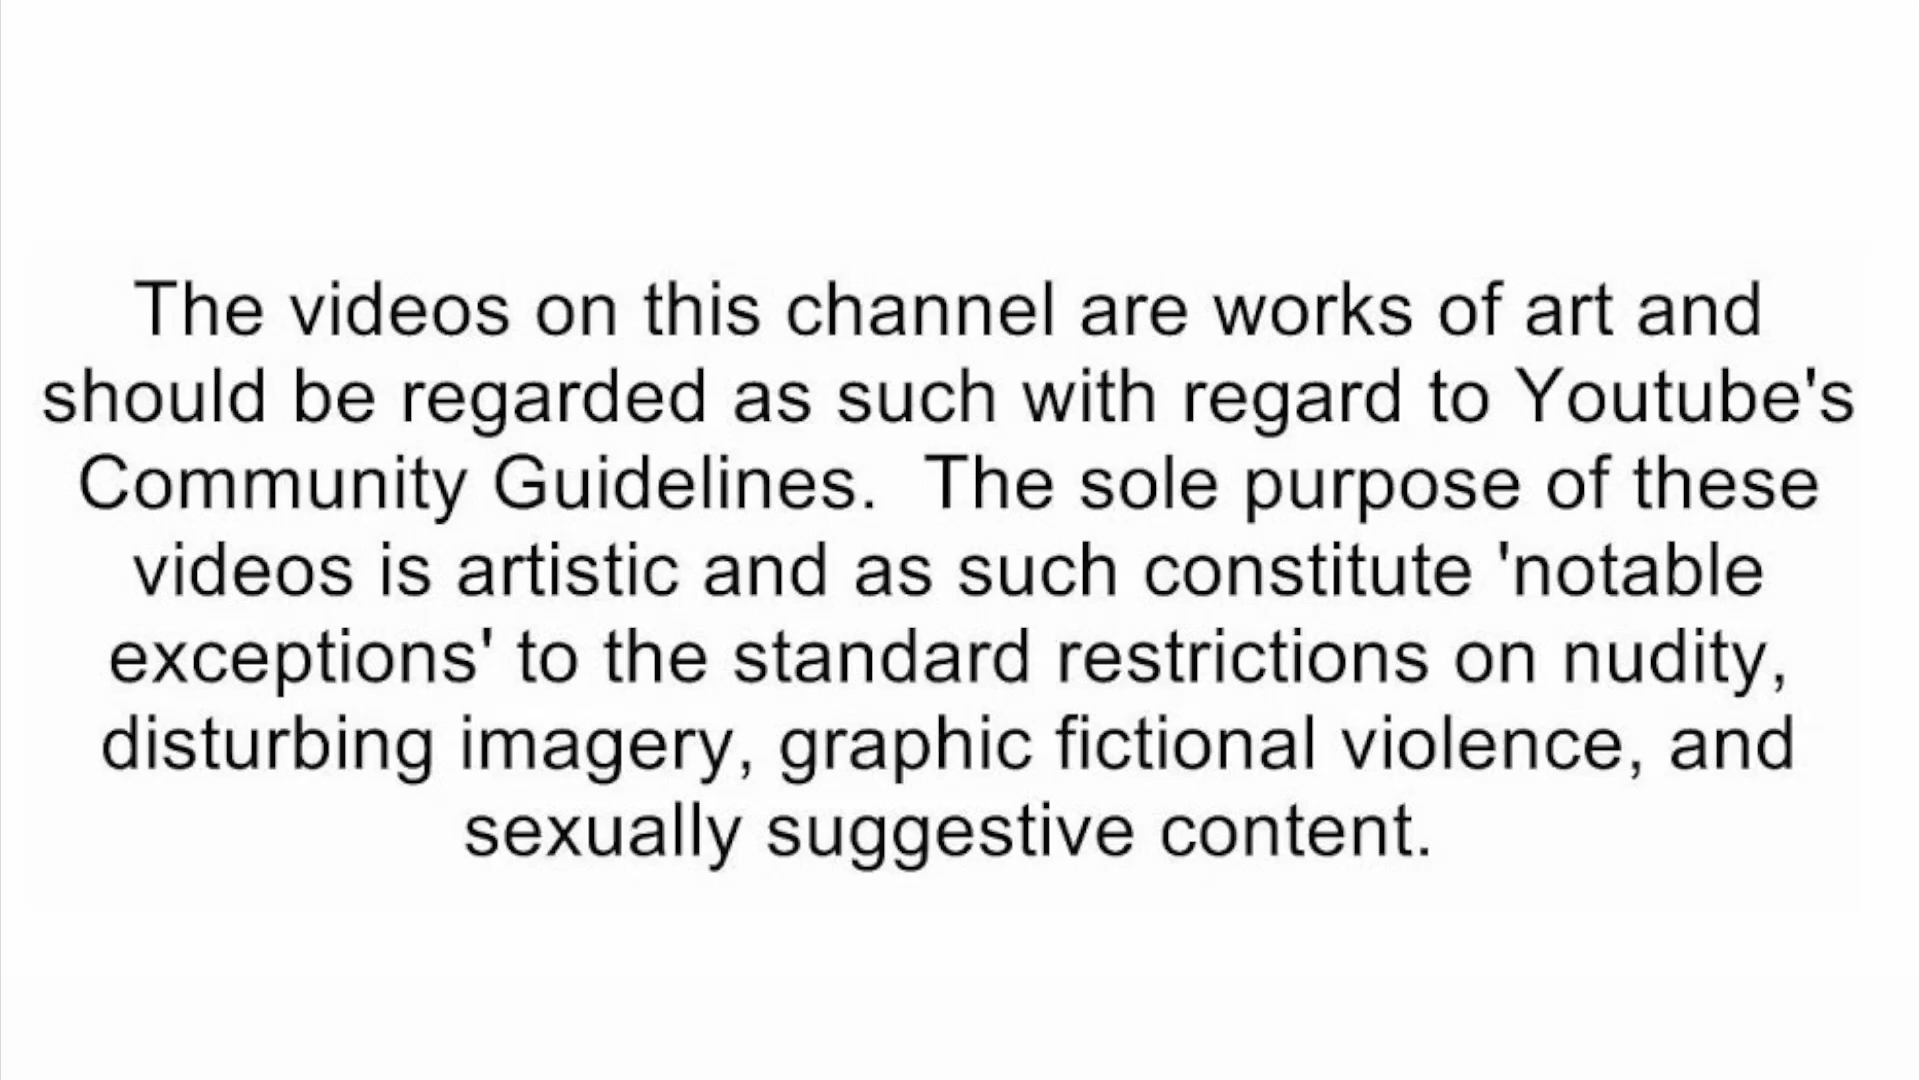 The videos on this channel are works of art and
should be regarded as such with regard to Youtube's
Community Guidelines.  The sole purpose of these
videos is artistic and as such constitute 'notable
exceptions' to the standard restrictions on nudity,
disturbing imagery, graphic fictional violence, and
sexually suggestive content.